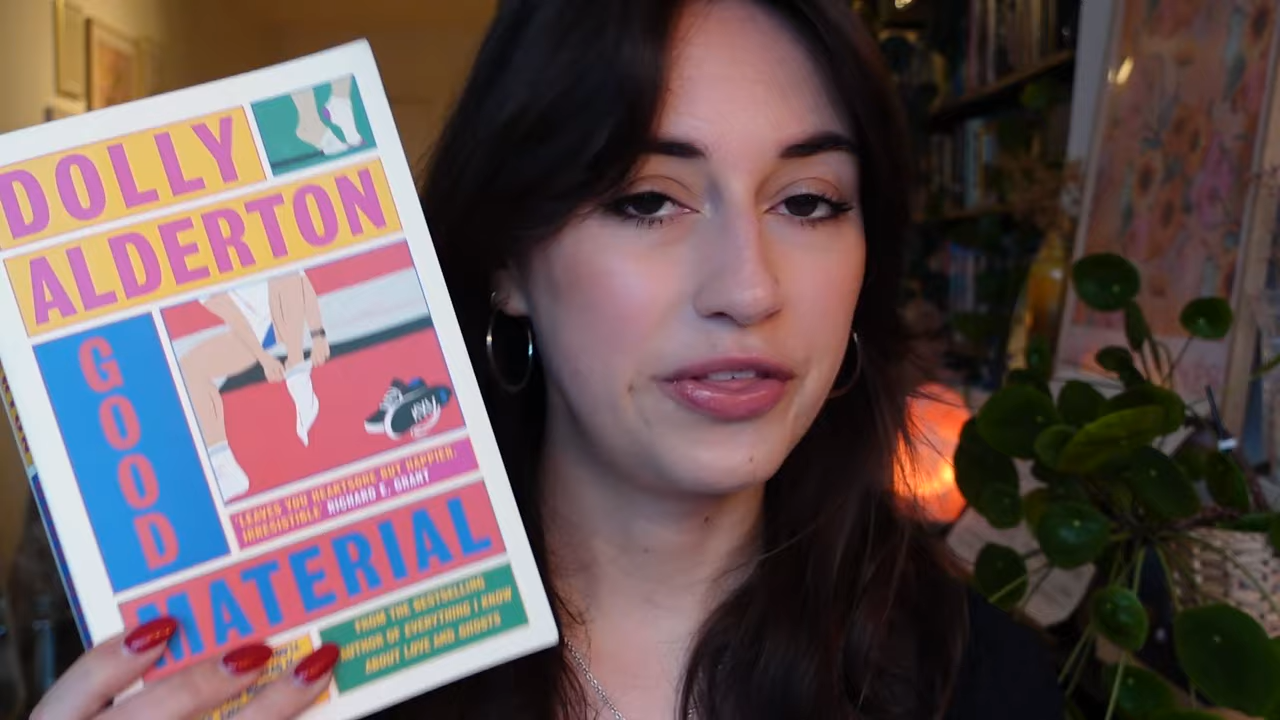 DOLLY
ALDERTON
GOOD
'LEAVES YOU HEARTSORE BUT HAPPIER.
IRRESISTIBLE' RICHARD E. GRANT
MATERIAL
FROM THE BESTSELLING
AUTHOR OF EVERYTHING I KNOW
ABOUT LOVE AND GHOSTS